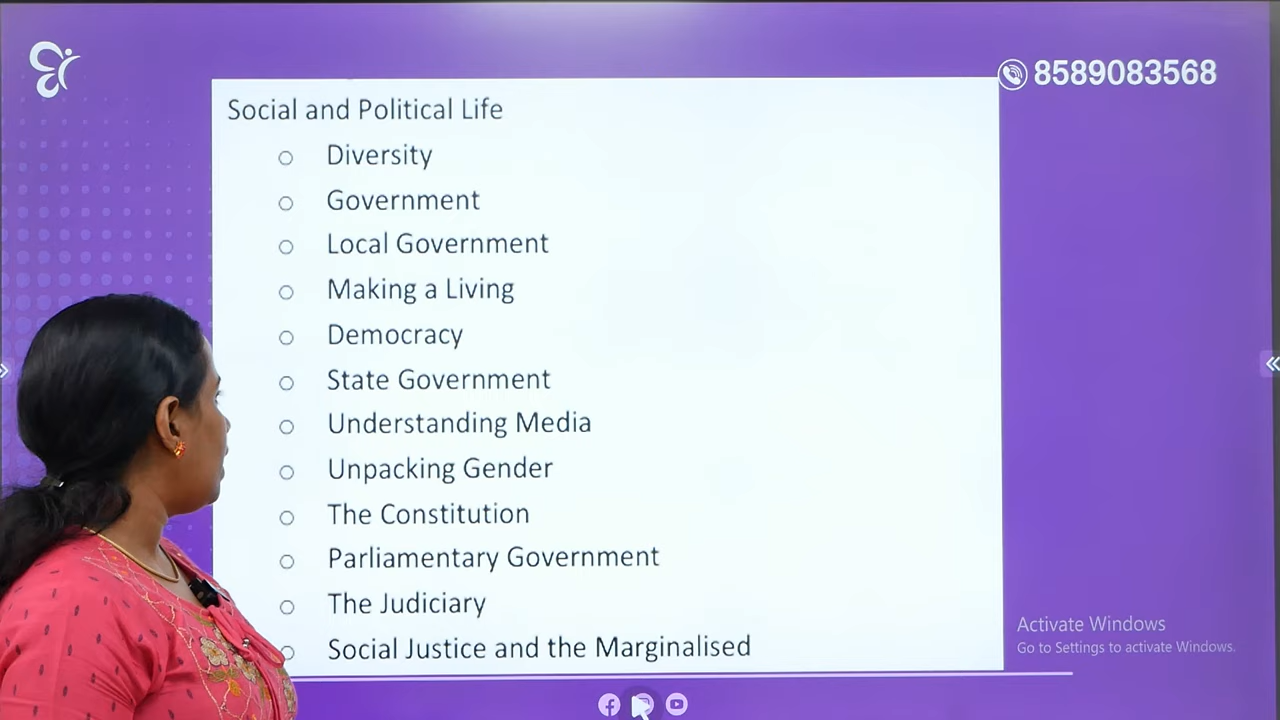 8589083568
Social and Political Life
Diversity
Government
Local Government
Making a Living
Democracy
State Government
Understanding Media
Unpacking Gender
The Constitution
Parliamentary Government
The Judiciary
Social Justice and the Marginalised
Activate Windows
Go to Settings to activate Windows.